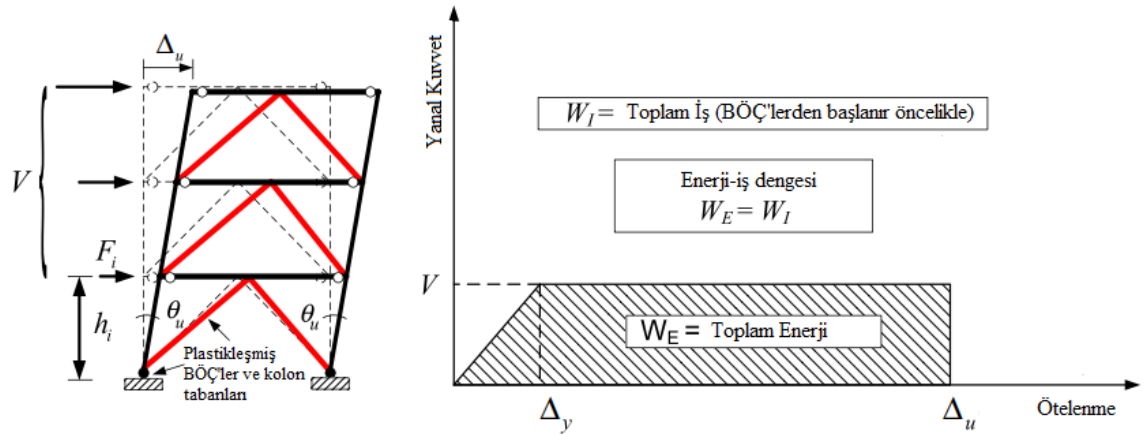 Δu
V
Fi
hi
θu
θu
Plastikleşmiş
BÖÇ'ler ve kolon
tabanları
Yanal Kuvvet
WI = Toplam İş (BÖÇ'lerden başlanır öncelikle)
Enerji-iş dengesi
WE = WI
V
WE = Toplam Enerji
Δy
Δu
Ötelenme